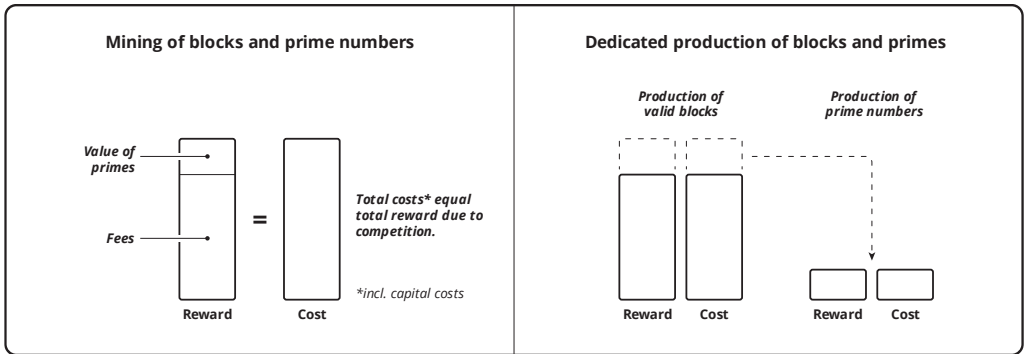 Mining of blocks and prime numbers
Value of
primes
Fees
=
Total costs* equal
total reward due to
competition.
*incl. capital costs
Reward
Cost
Dedicated production of blocks and primes
Production of
valid blocks
Production of
prime numbers
Reward
Cost
Reward
Cost